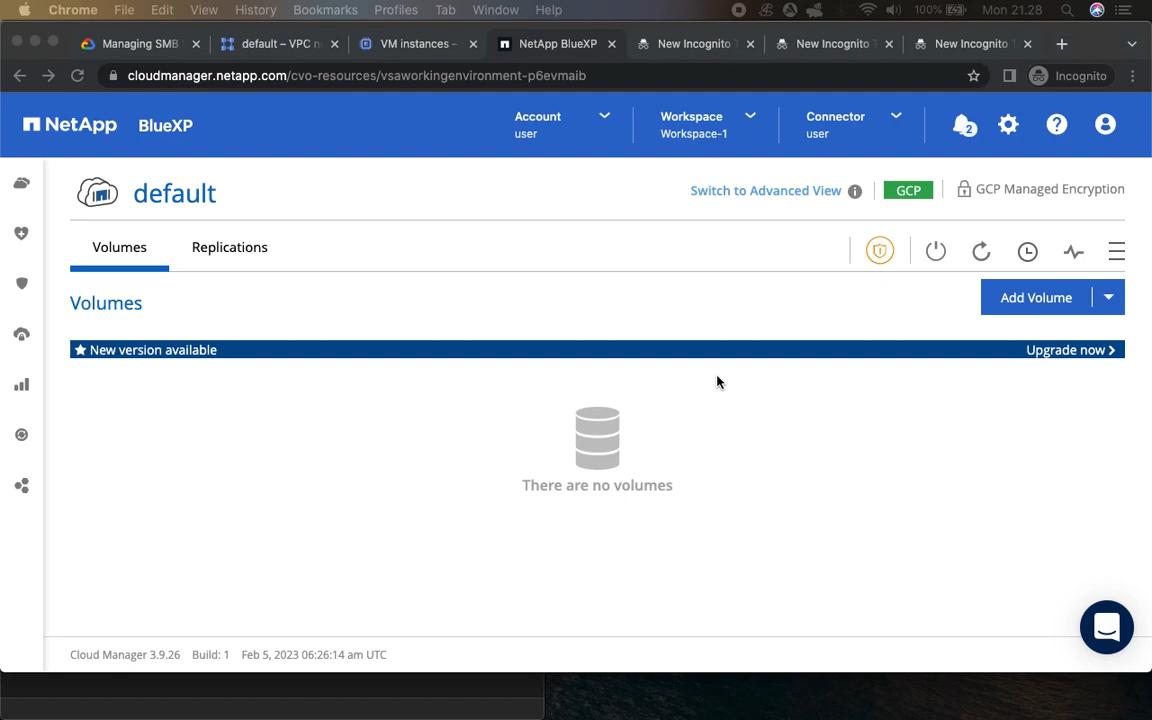 Chrome File Edit View History Bookmarks Profiles Tab Window Help 100% Mon 21.28
Managing SMB default – VPC n VM instances – NetApp BlueXP New Incognito T New Incognito T New Incognito T
cloudmanager.netapp.com/cvo-resources/vsaworkingenvironment-p6evmaib Incognito
NetApp BlueXP
Account
user
Workspace
Workspace-1
Connector
user
2
default
Switch to Advanced View
GCP
GCP Managed Encryption
Volumes Replications
Volumes
Add Volume
New version available Upgrade now
There are no volumes
Cloud Manager 3.9.26 Build: 1 Feb 5, 2023 06:26:14 am UTC